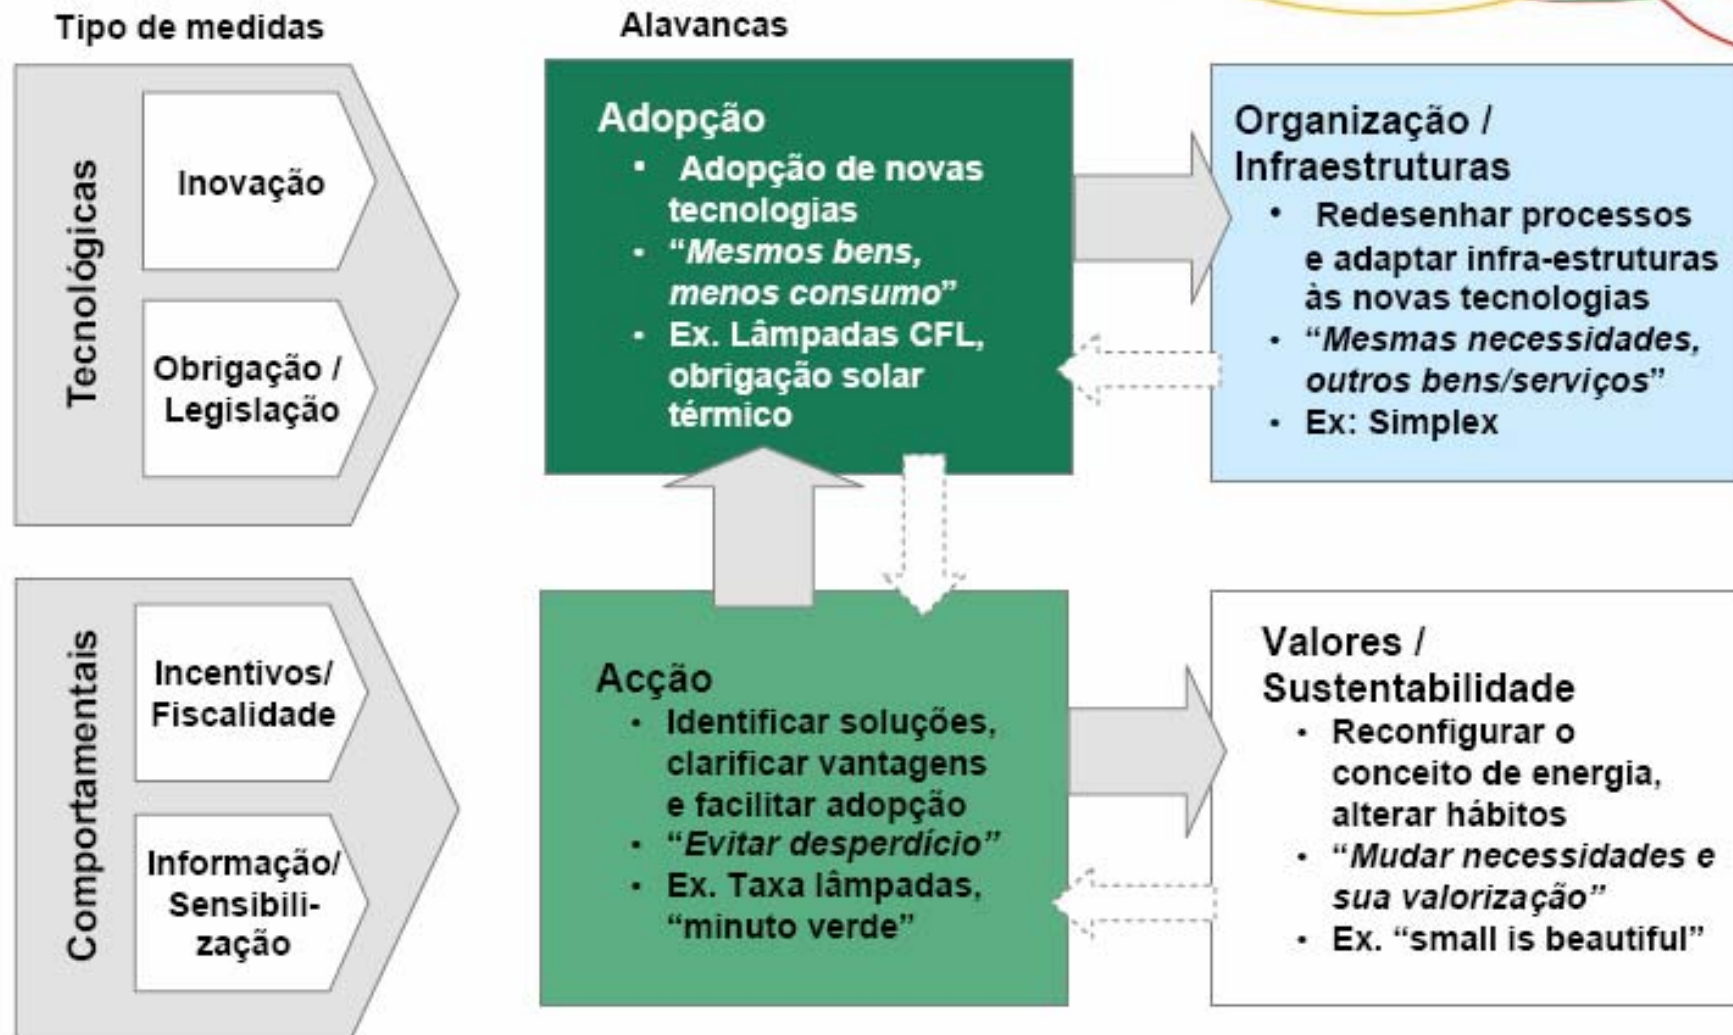 Tipo de medidas
Alavancas
Tecnológicas
Inovação
Obrigação /
Legislação
Adopção
• Adopção de novas
tecnologias
• “Mesmos bens,
menos consumo”
• Ex. Lâmpadas CFL,
obrigação solar
térmico
Organização /
Infraestruturas
• Redesenhar processos
e adaptar infra-estruturas
às novas tecnologias
• “Mesmas necessidades,
outros bens/serviços”
• Ex: Simplex
Comportamentais
Incentivos/
Fiscalidade
Informação/
Sensibili-
zação
Acção
• Identificar soluções,
clarificar vantagens
e facilitar adopção
• “Evitar desperdício”
• Ex. Taxa lâmpadas,
“minuto verde”
Valores /
Sustentabilidade
• Reconfigurar o
conceito de energia,
alterar hábitos
• “Mudar necessidades e
sua valorização”
• Ex. “small is beautiful”